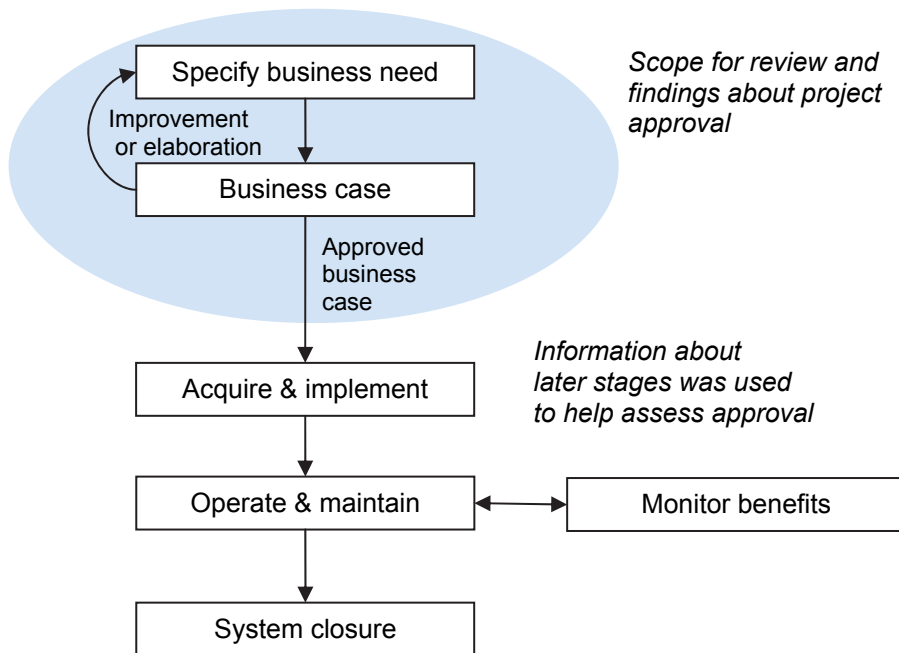 Specify business need
Scope for review and
findings about project
approval
Improvement
or elaboration
Business case
Approved
business
case
Information about
later stages was used
to help assess approval
Acquire & implement
Operate & maintain
Monitor benefits
System closure